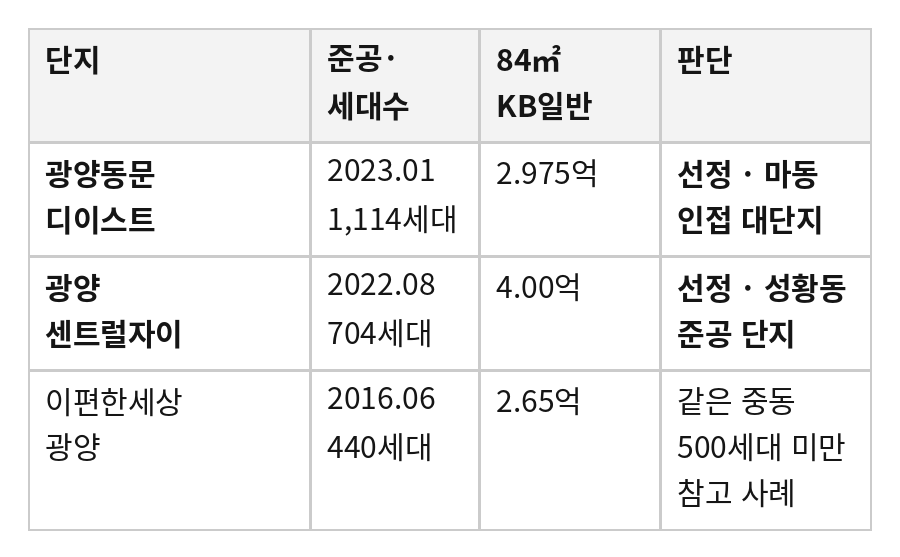 단지
준공·
세대수
84㎡
KB일반
판단
광양동문
디이스트
2023.01
1,114세대
2.975억
선정 · 마동
인접 대단지
광양
센트럴자이
2022.08
704세대
4.00억
선정 · 성황동
준공 단지
이편한세상
광양
2016.06
440세대
2.65억
같은 중동
500세대 미만
참고 사례